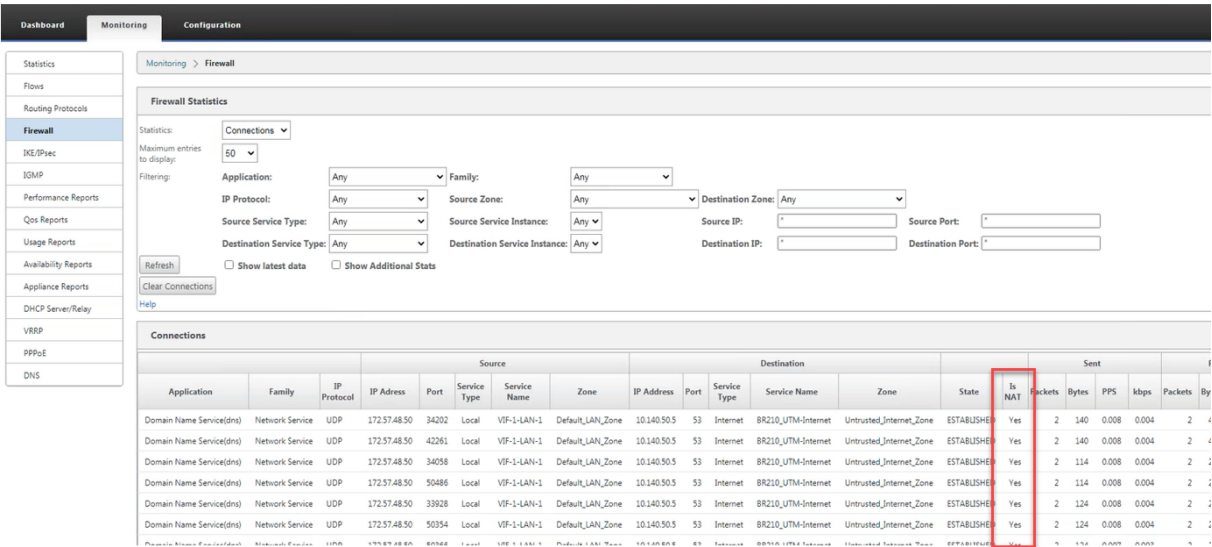 Dashboard Monitoring Configuration
Statistics
Flows
Routing Protocols
Firewall
IKE/IPsec
IGMP
Performance Reports
Qos Reports
Usage Reports
Availability Reports
Appliance Reports
DHCP Server/Relay
VRRP
PPPoE
DNS
Monitoring > Firewall
Firewall Statistics
Statistics: Connections
Maximum entries
to display: 50
Filtering: Application: Any Family: Any
IP Protocol: Any Source Zone: Any Destination Zone: Any
Source Service Type: Any Source Service Instance: Any Source IP: * Source Port: *
Destination Service Type: Any Destination Service Instance: Any Destination IP: * Destination Port: *
Refresh Show latest data Show Additional Stats
Clear Connections
Help
Connections
Source Destination Sent
Application Family IP Protocol IP Adress Port Service Type Service Name Zone IP Address Port Service Type Service Name Zone State Is NAT Packets Bytes PPS kbps Packets By
Domain Name Service(dns) Network Service UDP 172.57.48.50 34202 Local VIF-1-LAN-1 Default_LAN_Zone 10.140.50.5 53 Internet BR210_UTM-Internet Untrusted_Internet_Zone ESTABLISHED Yes 2 140 0.008 0.004 2
Domain Name Service(dns) Network Service UDP 172.57.48.50 42261 Local VIF-1-LAN-1 Default_LAN_Zone 10.140.50.5 53 Internet BR210_UTM-Internet Untrusted_Internet_Zone ESTABLISHED Yes 2 140 0.008 0.004 2
Domain Name Service(dns) Network Service UDP 172.57.48.50 34058 Local VIF-1-LAN-1 Default_LAN_Zone 10.140.50.5 53 Internet BR210_UTM-Internet Untrusted_Internet_Zone ESTABLISHED Yes 2 114 0.008 0.004 2
Domain Name Service(dns) Network Service UDP 172.57.48.50 50486 Local VIF-1-LAN-1 Default_LAN_Zone 10.140.50.5 53 Internet BR210_UTM-Internet Untrusted_Internet_Zone ESTABLISHED Yes 2 114 0.008 0.004 2
Domain Name Service(dns) Network Service UDP 172.57.48.50 33928 Local VIF-1-LAN-1 Default_LAN_Zone 10.140.50.5 53 Internet BR210_UTM-Internet Untrusted_Internet_Zone ESTABLISHED Yes 2 124 0.008 0.004 2
Domain Name Service(dns) Network Service UDP 172.57.48.50 50354 Local VIF-1-LAN-1 Default_LAN_Zone 10.140.50.5 53 Internet BR210_UTM-Internet Untrusted_Internet_Zone ESTABLISHED Yes 2 124 0.008 0.004 2